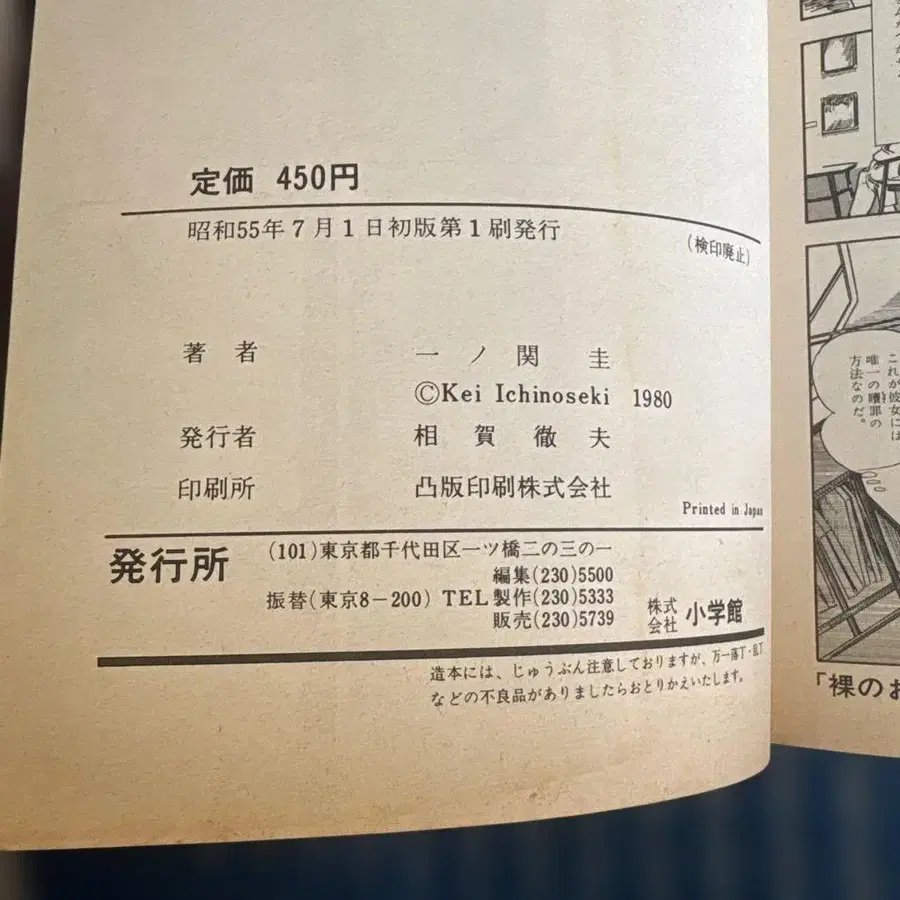 定価 450円
昭和55年7月1日初版第1刷発行
(検印廃止)
著者 一ノ関圭
©Kei Ichinoseki 1980
発行者 相賀徹夫
印刷所 凸版印刷株式会社
Printed in Japan
発行所
(101)東京都千代田区一ツ橋二の三の一
編集(230)5500
振替(東京8-200) TEL製作(230)5333
販売(230)5739
株式会社 小学館
造本には、じゅうぶん注意しておりますが、万一落丁・乱丁
などの不良品がありましたらおとりかえいたします。
これが彼女には
唯一の贖罪の
方法なのだ。
「裸のお